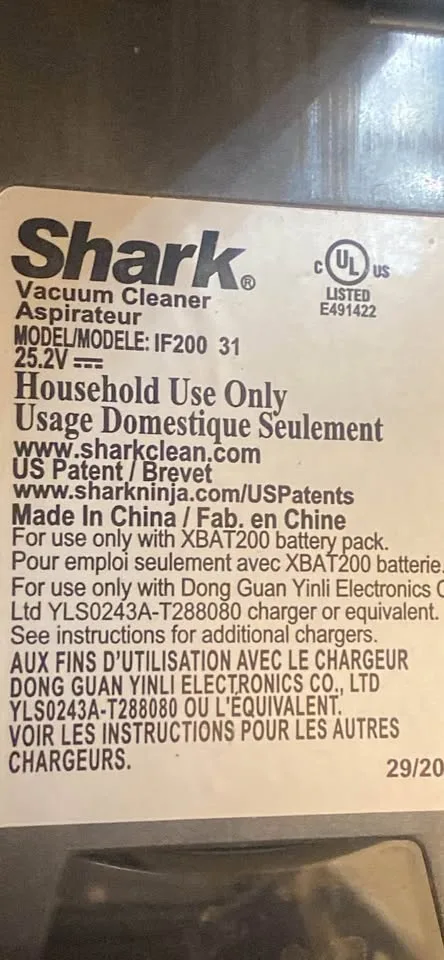 Shark®
C UL US
LISTED
E491422
Vacuum Cleaner
Aspirateur
MODEL/MODELE: IF200 31
25.2V
Household Use Only
Usage Domestique Seulement
www.sharkclean.com
US Patent / Brevet
www.sharkninja.com/USPatents
Made In China / Fab. en Chine
For use only with XBAT200 battery pack.
Pour emploi seulement avec XBAT200 batterie.
For use only with Dong Guan Yinli Electronics C
Ltd YLS0243A-T288080 charger or equivalent.
See instructions for additional chargers.
AUX FINS D'UTILISATION AVEC LE CHARGEUR
DONG GUAN YINLI ELECTRONICS CO., LTD
YLS0243A-T288080 OU L'ÉQUIVALENT.
VOIR LES INSTRUCTIONS POUR LES AUTRES
CHARGEURS.
29/20